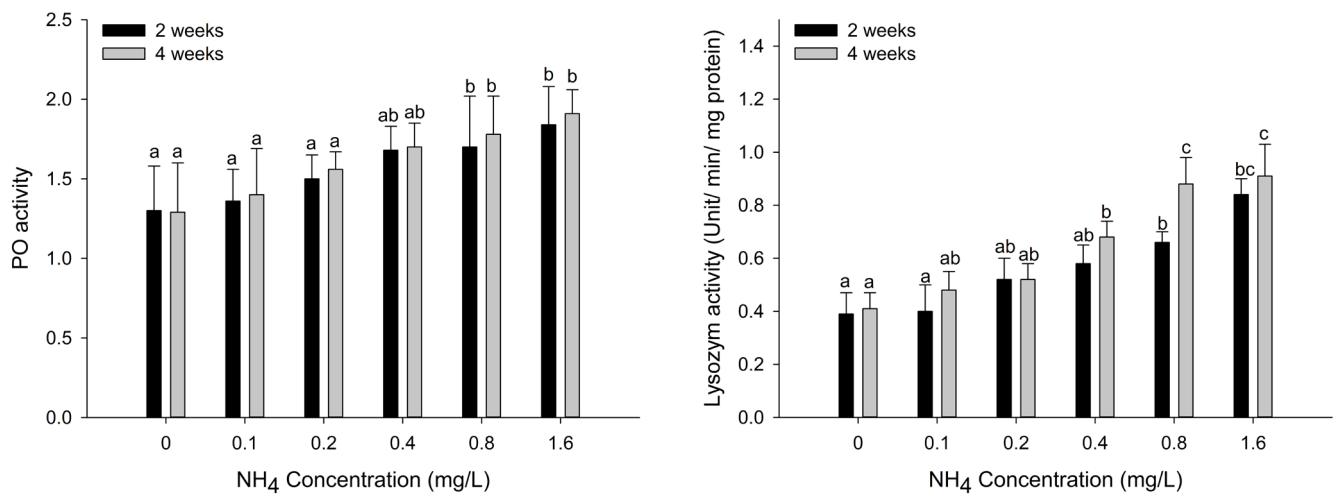 2.5
2.0
1.5
1.0
0.5
0.0
PO activity
2 weeks
4 weeks
a a
a a
a a
ab ab
b b
b b
0 0.1 0.2 0.4 0.8 1.6
NH4 Concentration (mg/L)
1.4
1.2
1.0
0.8
0.6
0.4
0.2
0.0
Lysozym activity (Unit/ min/ mg protein)
2 weeks
4 weeks
a a
a ab
ab ab
ab b
b c
bc c
0 0.1 0.2 0.4 0.8 1.6
NH4 Concentration (mg/L)